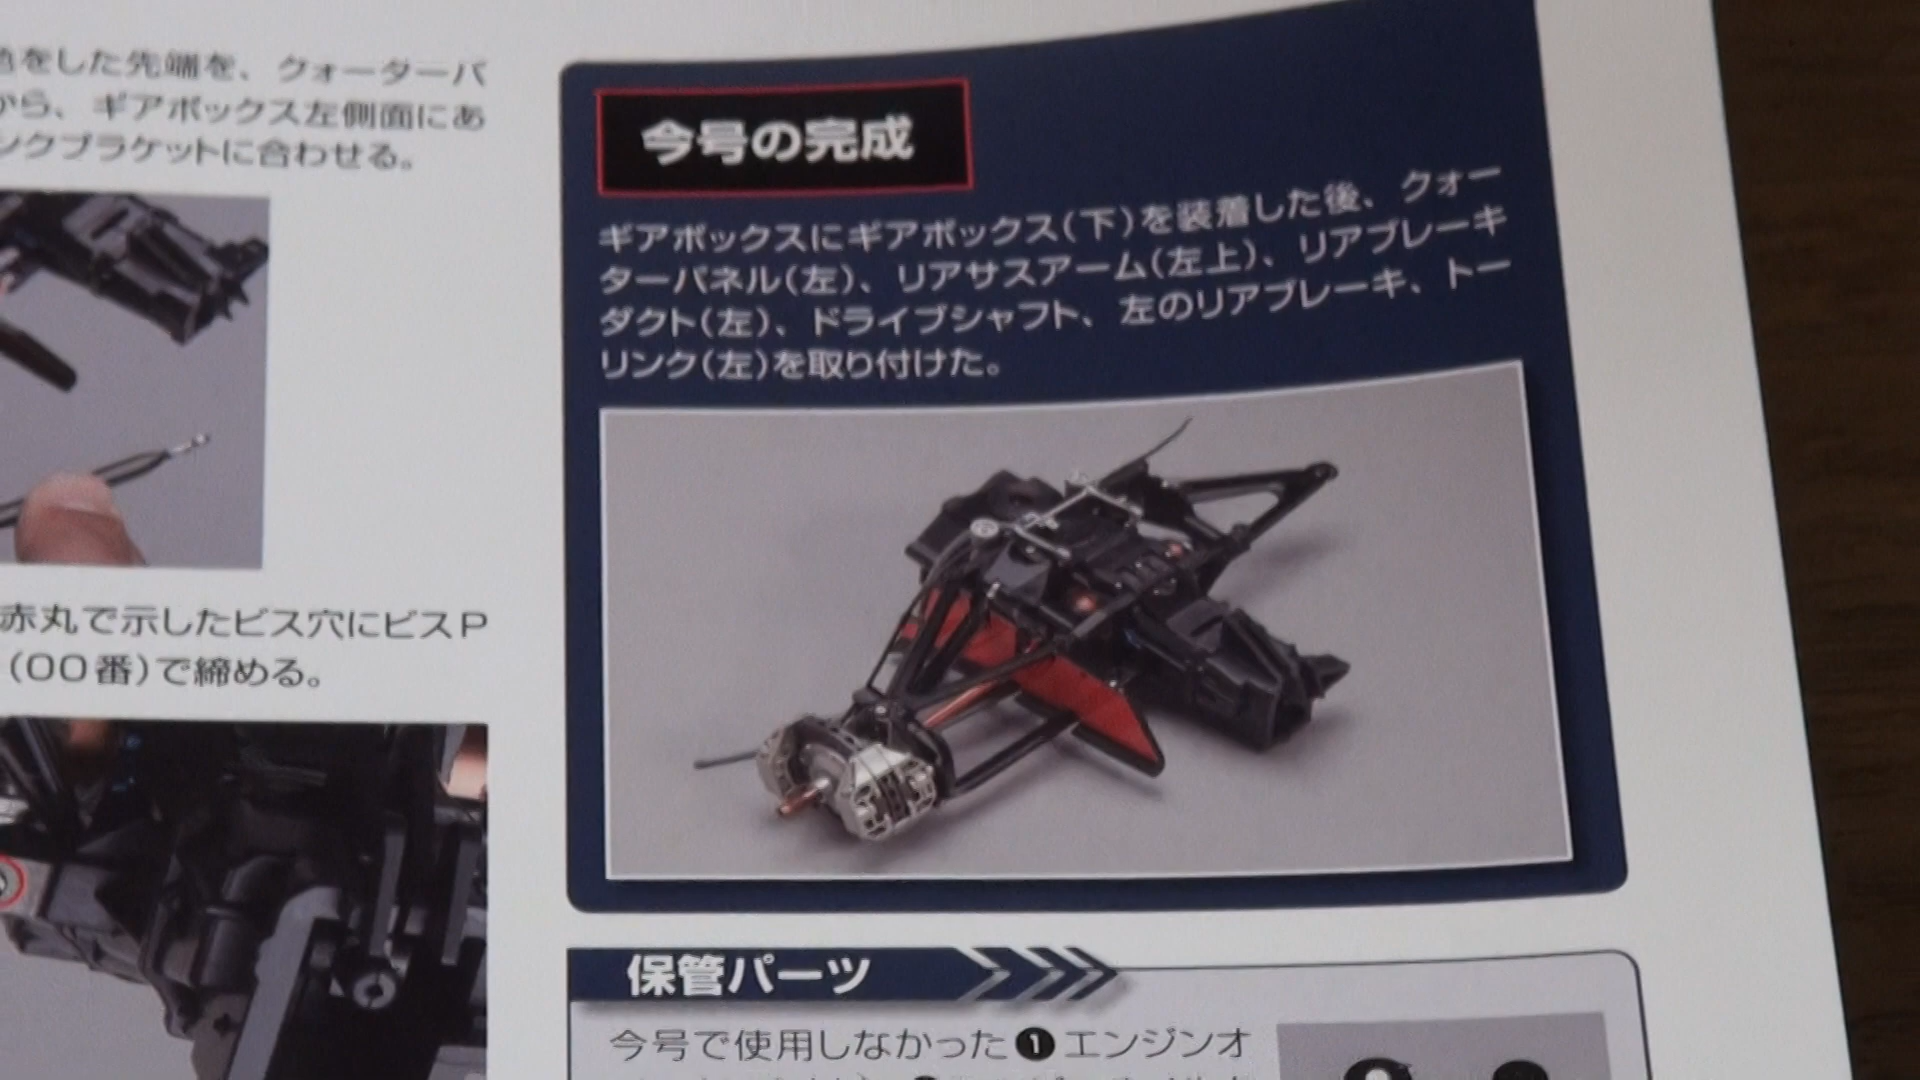 色をした先端を、クォーターパ
から、ギアボックス左側面にあ
ンクブラケットに合わせる。
赤丸で示したビス穴にビスP
(00番)で締める。
今号の完成
ギアボックスにギアボックス(下)を装着した後、クォー
ターパネル(左)、リアサスアーム(左上)、リアブレーキ
ダクト(左)、ドライブシャフト、左のリアブレーキ、トー
リンク(左)を取り付けた。
保管パーツ
今号で使用しなかった❶エンジンオ